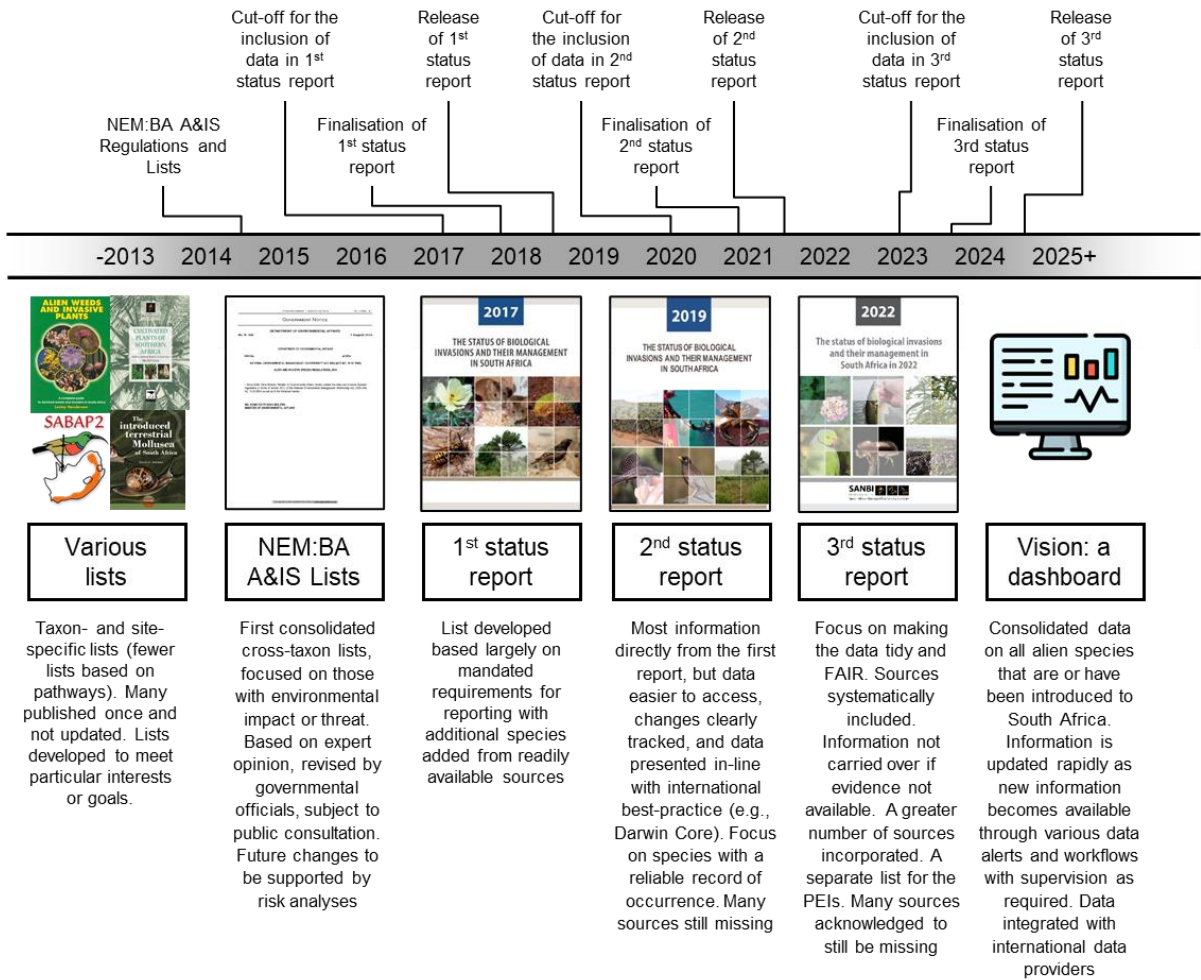 Cut-off for the
inclusion of
data in 1st
status report
Release
of 1st
status
report
Cut-off for
the inclusion
of data in 2nd
status report
Release
of 2nd
status
report
Cut-off for the
inclusion of
data in 3rd
status report
Release
of 3rd
status
report
NEM:BA A&IS
Regulations and
Lists
Finalisation of
1st status
report
Finalisation of
2nd status
report
Finalisation of
3rd status
report
-2013 2014 2015 2016 2017 2018 2019 2020 2021 2022 2023 2024 2025+
ALIEN WEEDS
AND INVASIVE
PLANTS
CULTIVATED
PLANTS OF
SOUTHERN
AFRICA
SABAP2
The
introduced
terrestrial
Mollusca
of South Africa
GOVERNMENT NOTICE
DEPARTMENT OF ENVIRONMENTAL AFFAIRS
2017
THE STATUS OF BIOLOGICAL
INVASIONS AND THEIR MANAGEMENT
IN SOUTH AFRICA
2019
THE STATUS OF BIOLOGICAL
INVASIONS AND THEIR MANAGEMENT
IN SOUTH AFRICA
2022
The status of biological invasions
and their management in
South Africa in 2022
SANBI
Various
lists
NEM:BA
A&IS Lists
1st status
report
2nd status
report
3rd status
report
Vision: a
dashboard
Taxon- and site-
specific lists (fewer
lists based on
pathways). Many
published once and
not updated. Lists
developed to meet
particular interests
or goals.
First consolidated
cross-taxon lists,
focused on those
with environmental
impact or threat.
Based on expert
opinion, revised by
governmental
officials, subject to
public consultation.
Future changes to
be supported by
risk analyses
List developed
based largely on
mandated
requirements for
reporting with
additional species
added from readily
available sources
Most information
directly from the first
report, but data
easier to access,
changes clearly
tracked, and data
presented in-line
with international
best-practice (e.g.,
Darwin Core). Focus
on species with a
reliable record of
occurrence. Many
sources still missing
Focus on making
the data tidy and
FAIR. Sources
systematically
included.
Information not
carried over if
evidence not
available. A greater
number of sources
incorporated. A
separate list for the
PEIs. Many sources
acknowledged to
still be missing
Consolidated data
on all alien species
that are or have
been introduced to
South Africa.
Information is
updated rapidly as
new information
becomes available
through various data
alerts and workflows
with supervision as
required. Data
integrated with
international data
providers